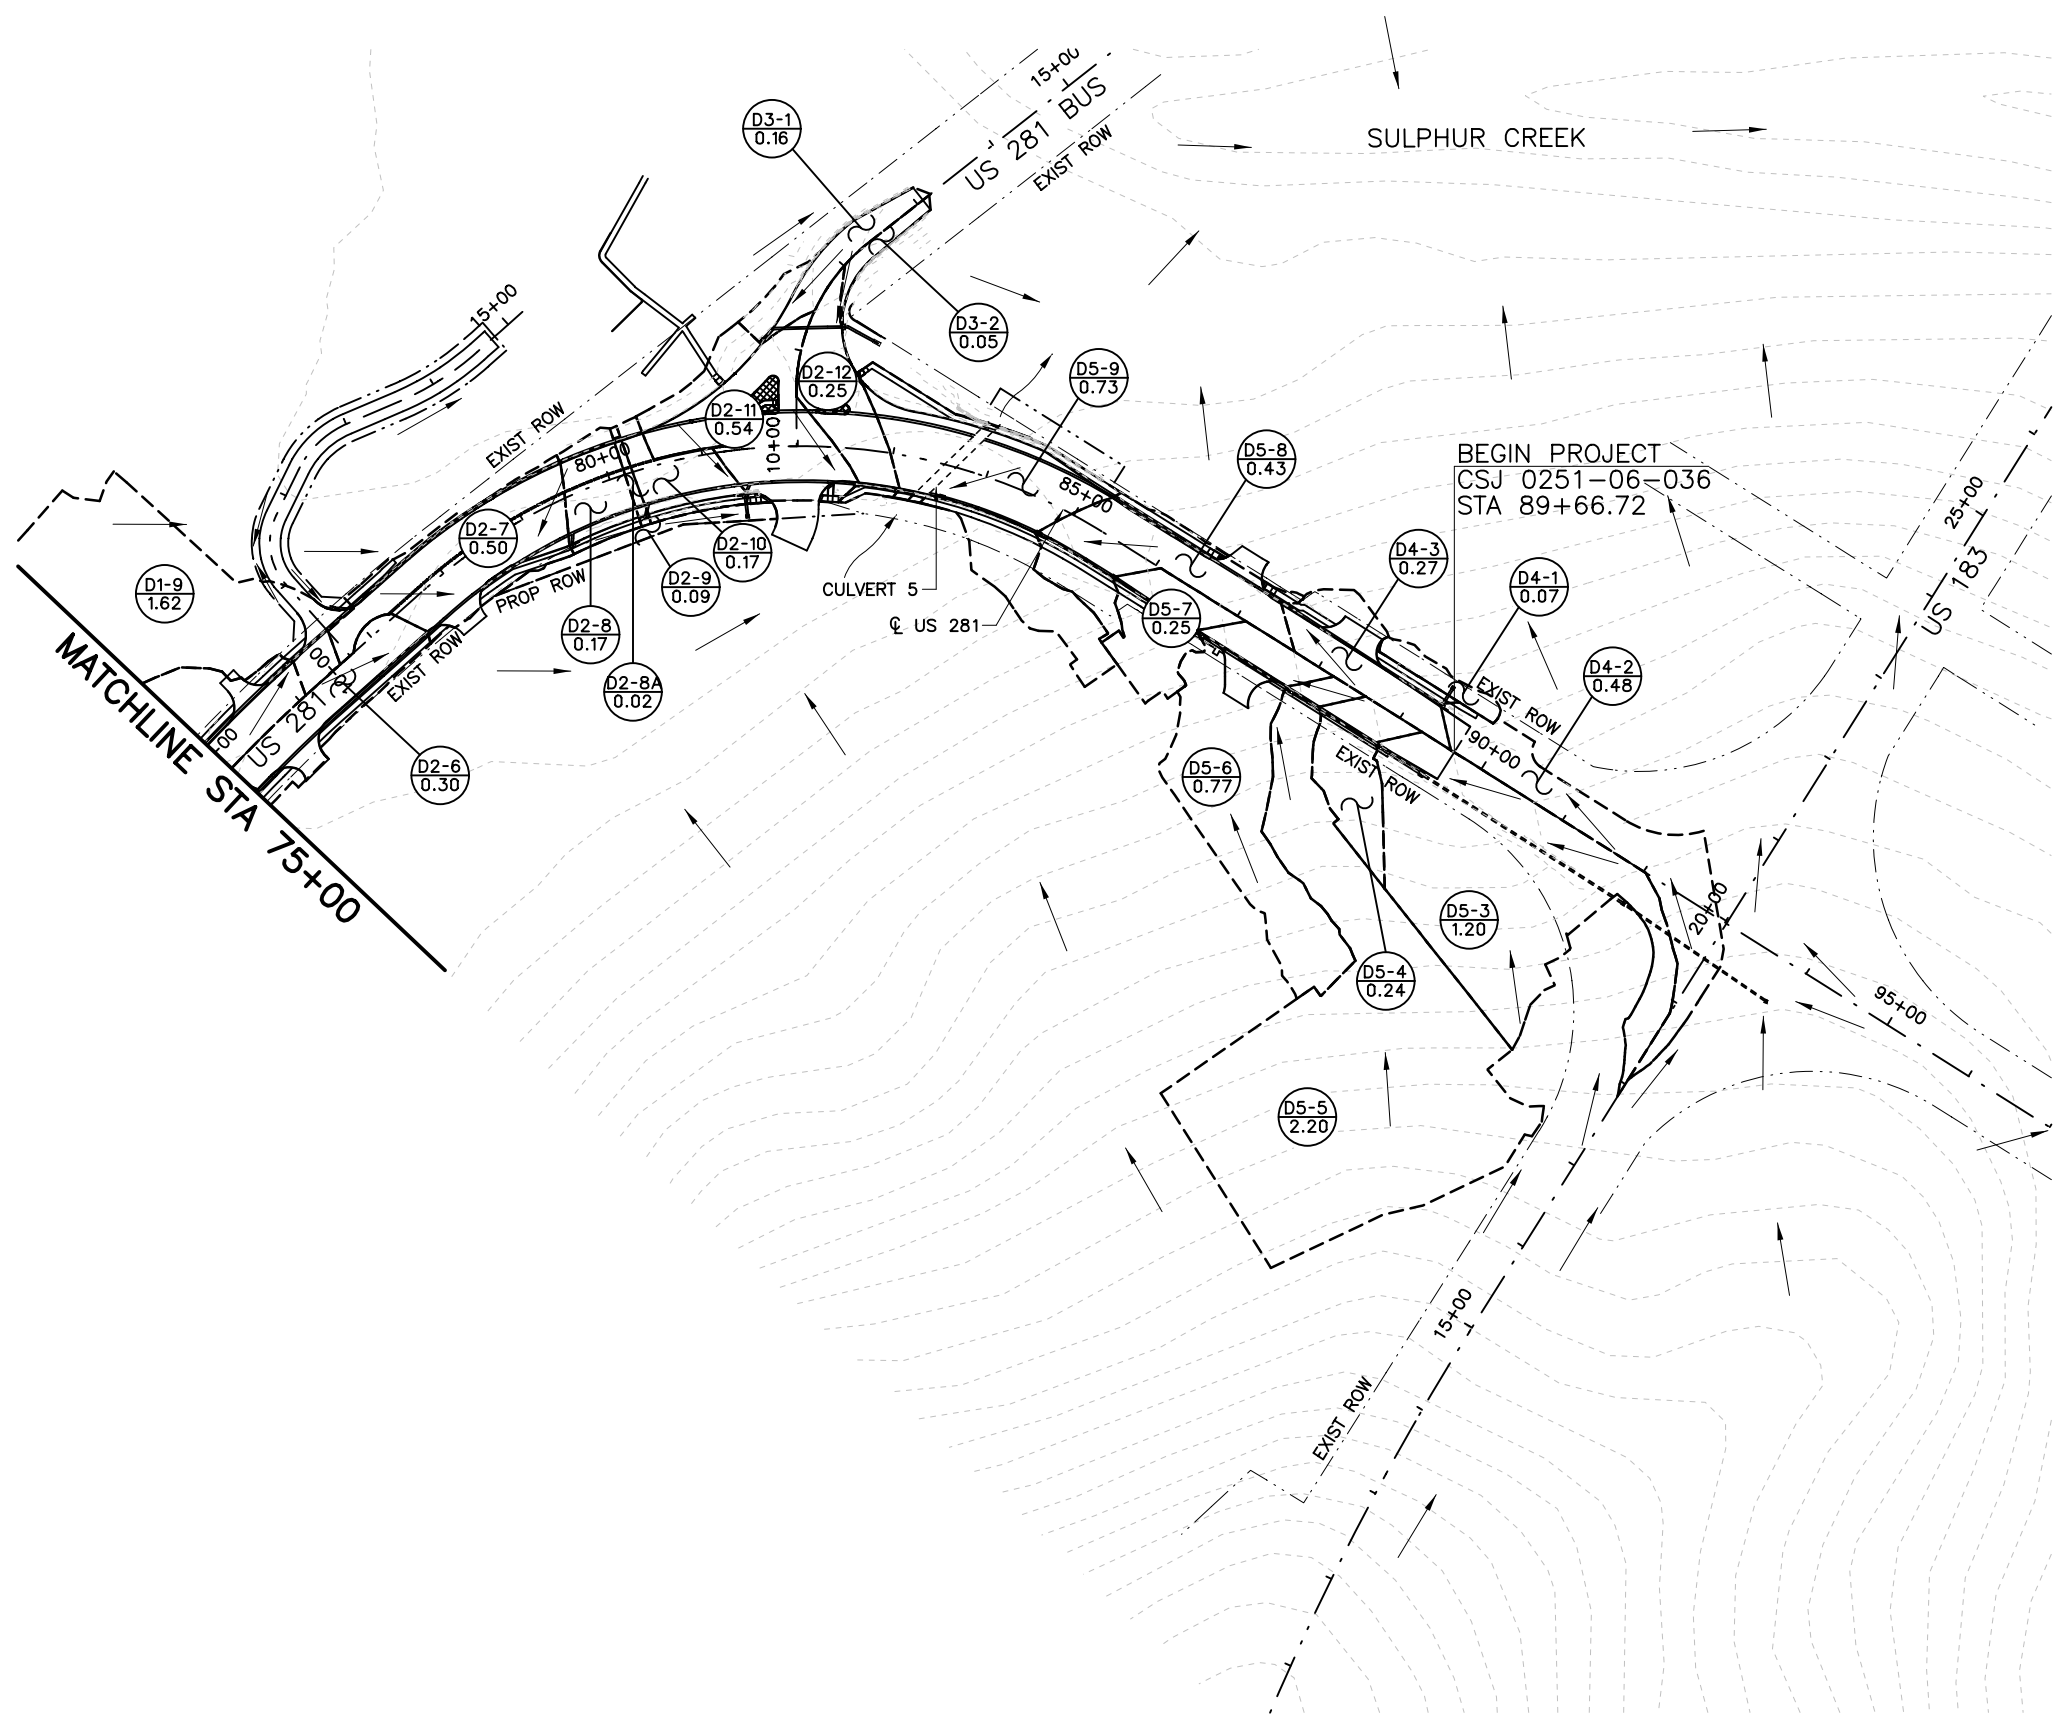 15+00
US 281 BUS
EXIST ROW
SULPHUR CREEK
D3-1
0.16
D3-2
0.05
15+00
EXIST ROW
D2-12
0.25
D5-9
0.73
D2-11
0.54
10+00
80+00
85+00
D5-8
0.43
BEGIN PROJECT
CSJ 0251-06-036
STA 89+66.72
25+00
US 183
D2-7
0.50
D2-10
0.17
D2-9
0.09
D4-3
0.27
D4-1
0.07
D1-9
1.62
PROP ROW
CULVERT 5
℄ US 281
D2-8
0.17
D5-7
0.25
D2-8A
0.02
EXIST ROW
D4-2
0.48
EXIST ROW
190+00
EXIST ROW
US 281
D2-6
0.30
D5-6
0.77
MATCHLINE STA 75+00
D5-3
1.20
20+00
D5-4
0.24
95+00
D5-5
2.20
15+00
EXIST ROW